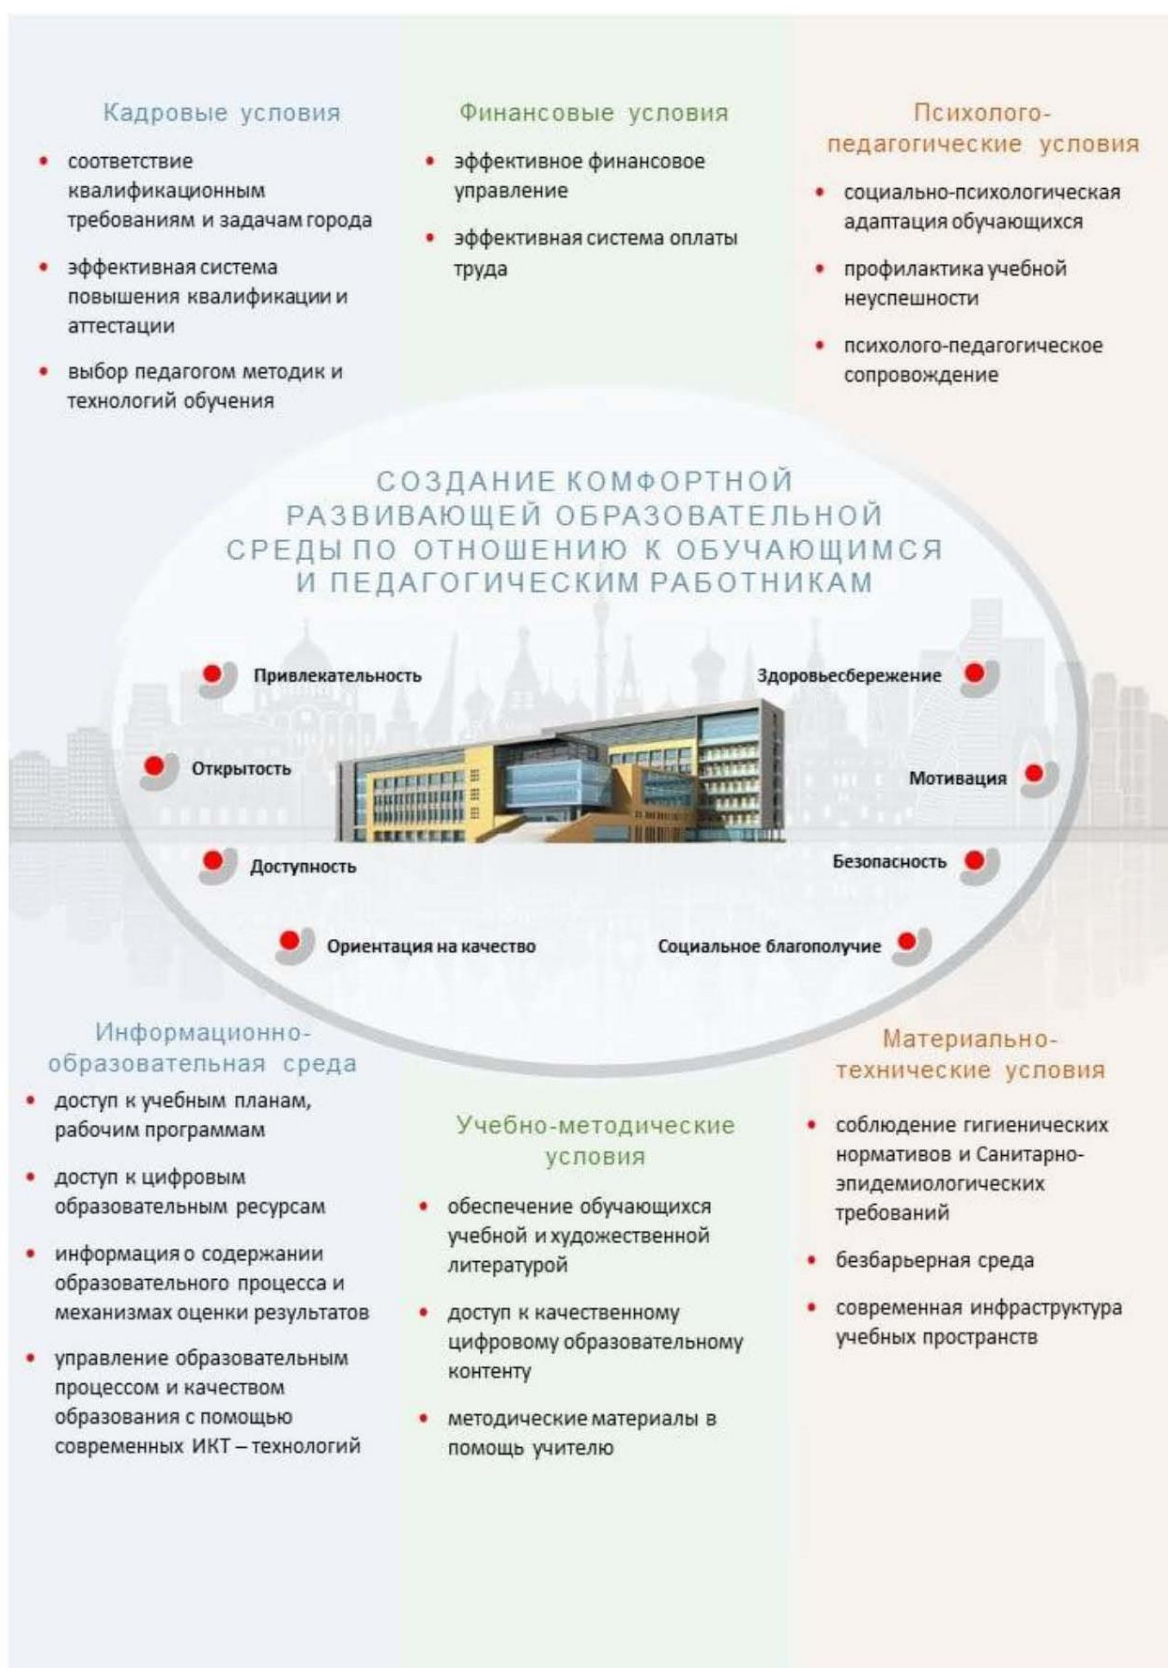 Кадровые условия
• соответствие
квалификационным
требованиям и задачам города
• эффективная система
повышения квалификации и
аттестации
• выбор педагогом методик и
технологий обучения
Финансовые условия
• эффективное финансовое
управление
• эффективная система оплаты
труда
Психолого-
педагогические условия
• социально-психологическая
адаптация обучающихся
• профилактика учебной
неуспешности
• психолого-педагогическое
сопровождение
СОЗДАНИЕ КОМФОРТНОЙ
РАЗВИВАЮЩЕЙ ОБРАЗОВАТЕЛЬНОЙ
СРЕДЫ ПО ОТНОШЕНИЮ К ОБУЧАЮЩИМСЯ
И ПЕДАГОГИЧЕСКИМ РАБОТНИКАМ
Привлекательность
Здоровьесбережение
Открытость
Мотивация
Доступность
Безопасность
Ориентация на качество
Социальное благополучие
Информационно-
образовательная среда
• доступ к учебным планам,
рабочим программам
• доступ к цифровым
образовательным ресурсам
• информация о содержании
образовательного процесса и
механизмах оценки результатов
• управление образовательным
процессом и качеством
образования с помощью
современных ИКТ – технологий
Учебно-методические
условия
• обеспечение обучающихся
учебной и художественной
литературой
• доступ к качественному
цифровому образовательному
контенту
• методические материалы в
помощь учителю
Материально-
технические условия
• соблюдение гигиенических
нормативов и Санитарно-
эпидемиологических
требований
• безбарьерная среда
• современная инфраструктура
учебных пространств